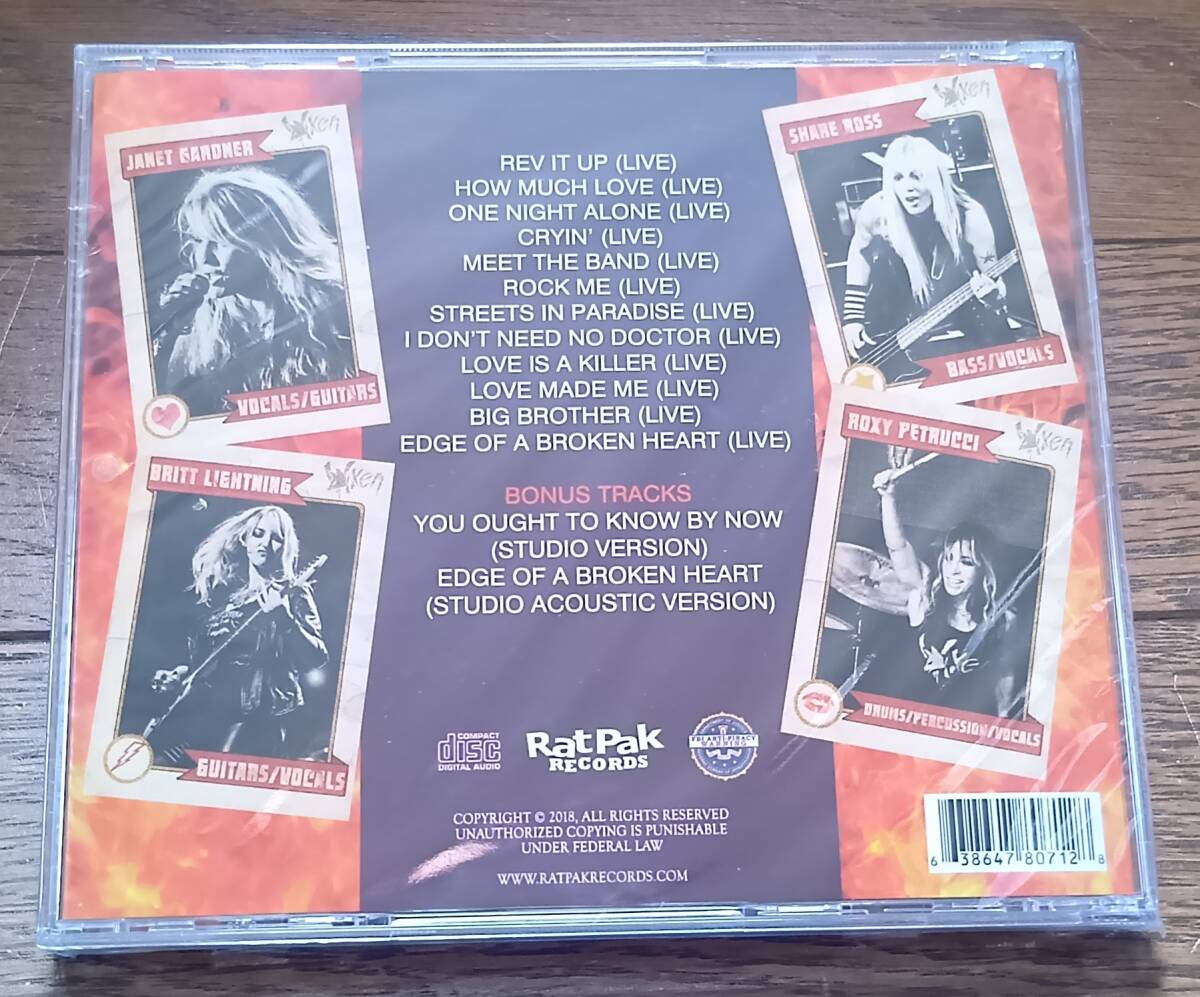 Vixen
JANET GARDNER
VOCALS/GUITARS
Vixen
BRITT LIGHTNING
GUITARS/VOCALS
REV IT UP (LIVE)
HOW MUCH LOVE (LIVE)
ONE NIGHT ALONE (LIVE)
CRYIN' (LIVE)
MEET THE BAND (LIVE)
ROCK ME (LIVE)
STREETS IN PARADISE (LIVE)
I DON'T NEED NO DOCTOR (LIVE)
LOVE IS A KILLER (LIVE)
LOVE MADE ME (LIVE)
BIG BROTHER (LIVE)
EDGE OF A BROKEN HEART (LIVE)
BONUS TRACKS
YOU OUGHT TO KNOW BY NOW
(STUDIO VERSION)
EDGE OF A BROKEN HEART
(STUDIO ACOUSTIC VERSION)
COMPACT
disc
DIGITAL AUDIO
RatPak
RECORDS
WARNING
COPYRIGHT © 2018, ALL RIGHTS RESERVED
UNAUTHORIZED COPYING IS PUNISHABLE
UNDER FEDERAL LAW
WWW.RATPAKRECORDS.COM
Vixen
SHARE ROSS
BASS/VOCALS
Vixen
ROXY PETRUCCI
DRUMS/PERCUSSION/VOCALS
6 38647 80712 8